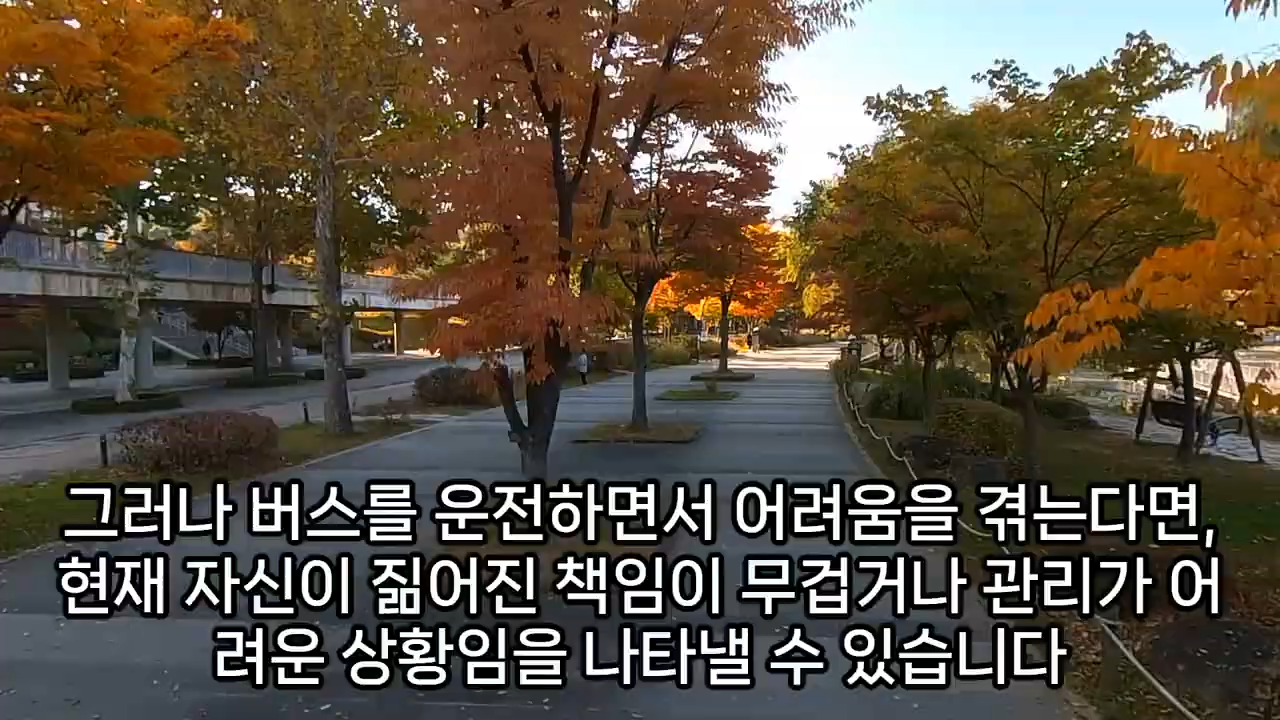 그러나 버스를 운전하면서 어려움을 겪는다면,
현재 자신이 짊어진 책임이 무겁거나 관리가 어
려운 상황임을 나타낼 수 있습니다